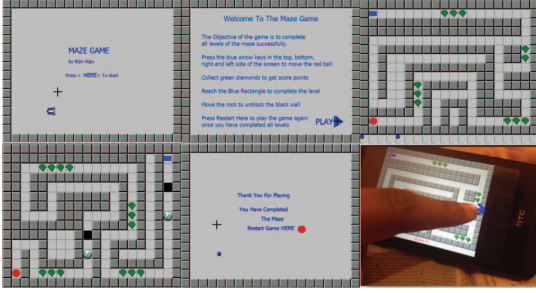 MAZE GAME
by Rijin Raju
Press < HERE > To Start
Welcome To The Maze Game
The Objective of the game is to complete
all levels of the maze successfully.
Press the blue arrow keys in the top, bottom,
right and left side of the screen to move the red ball
Collect green diamonds to get score points
Reach the Blue Rectangle to complete the level
Move the rock to unblock the black wall
Press Restart Here to play the game again
once you have completed all levels
PLAY
Thank You For Playing
You Have Completed
The Maze
Restart Game HERE
hTC